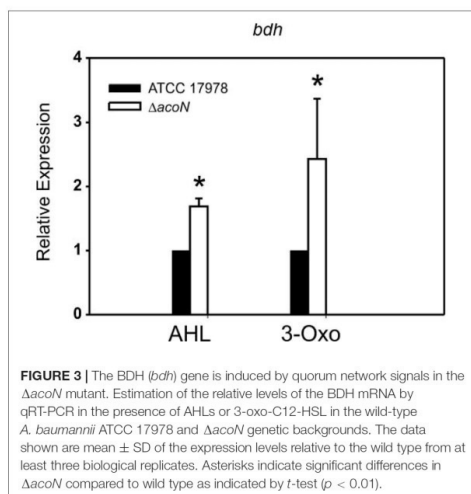 bdh
4
ATCC 17978
ΔacoN
3
*
*
2
1
0
Relative Expression
AHL
3-Oxo
FIGURE 3 | The BDH (bdh) gene is induced by quorum network signals in the
ΔacoN mutant. Estimation of the relative levels of the BDH mRNA by
qRT-PCR in the presence of AHLs or 3-oxo-C12-HSL in the wild-type
A. baumannii ATCC 17978 and ΔacoN genetic backgrounds. The data
shown are mean ± SD of the expression levels relative to the wild type from at
least three biological replicates. Asterisks indicate significant differences in
ΔacoN compared to wild type as indicated by t-test (p < 0.01).